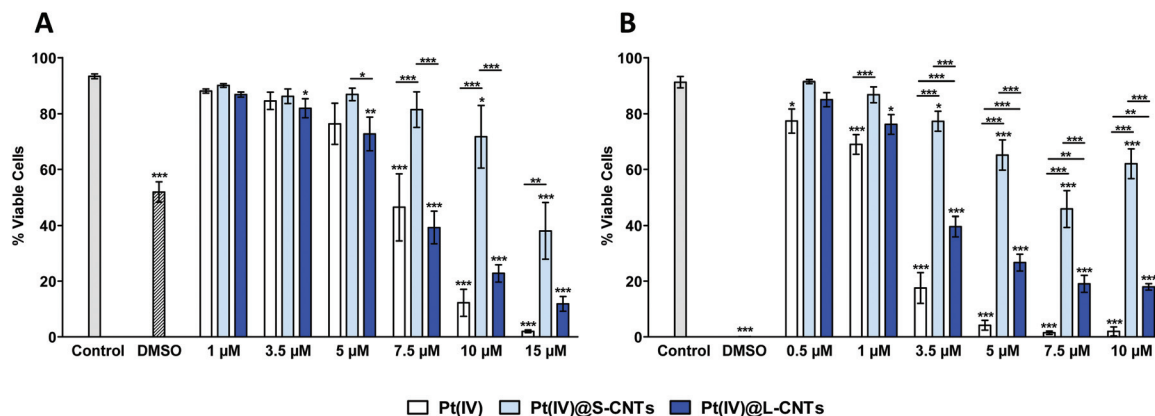 A
B
% Viable Cells
100
80
60
40
20
0
*** * * ** *** *** *** *** *** * *** ** *** *** *** *** ***
Control DMSO 1 µM 3.5 µM 5 µM 7.5 µM 10 µM 15 µM
% Viable Cells
100
80
60
40
20
0
*** * *** *** * *** *** *** *** * *** *** *** *** *** *** *** *** *** ** *** *** *** *** *** ** *** *** *** ***
Control DMSO 0.5 µM 1 µM 3.5 µM 5 µM 7.5 µM 10 µM
Pt(IV) Pt(IV)@S-CNTs Pt(IV)@L-CNTs